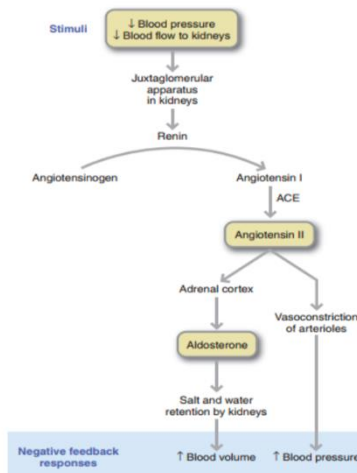 Stimuli
↓ Blood pressure
↓ Blood flow to kidneys
Juxtaglomerular
apparatus
in kidneys
Renin
Angiotensinogen
Angiotensin I
ACE
Angiotensin II
Adrenal cortex
Vasoconstriction
of arterioles
Aldosterone
Salt and water
retention by kidneys
Negative feedback
responses
↑ Blood volume
↑ Blood pressure